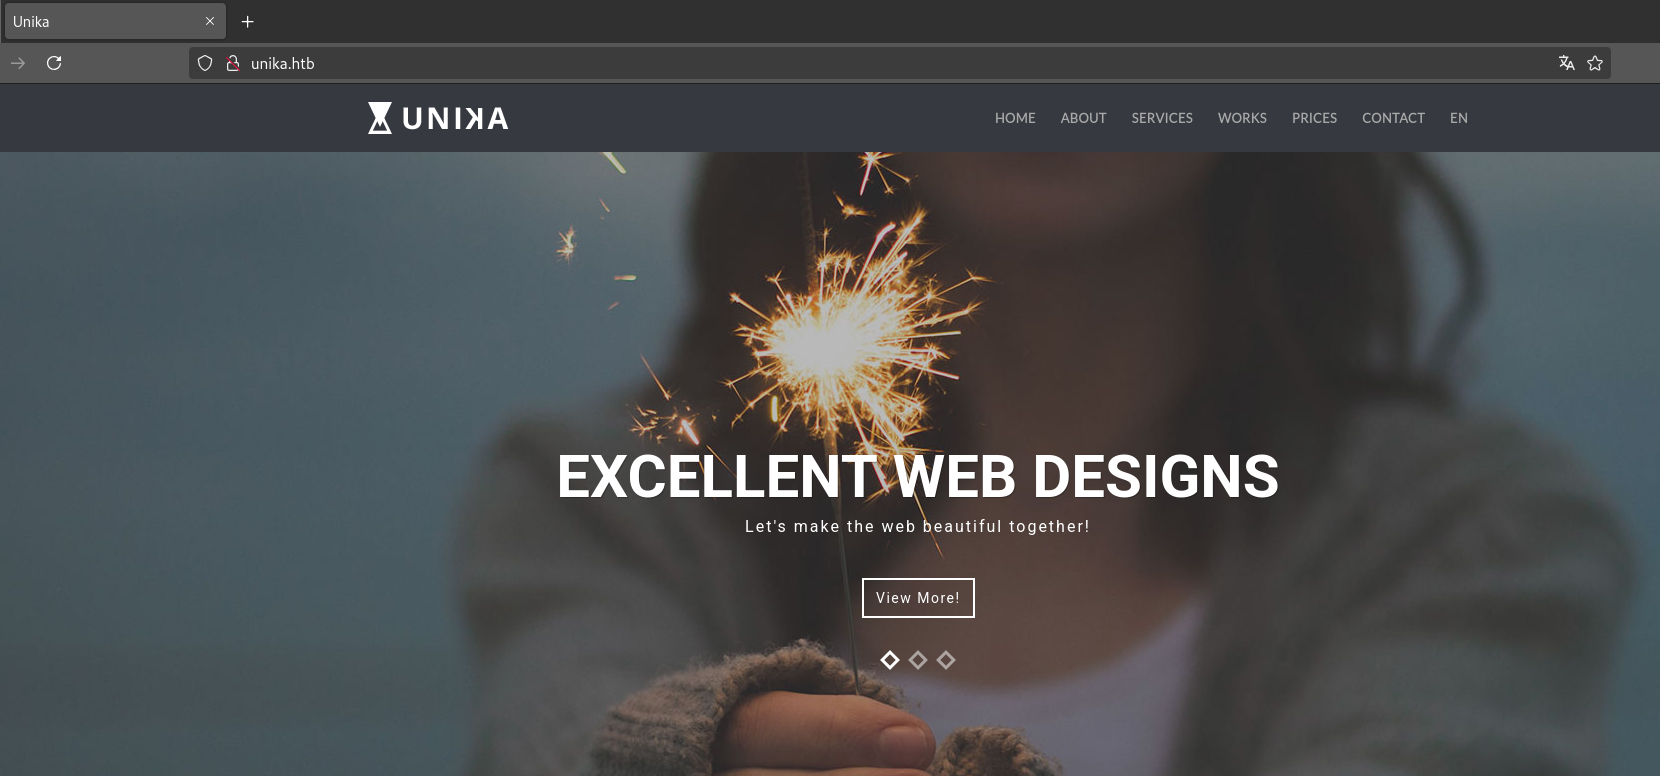 Unika
unika.htb
UNIKA
HOME ABOUT SERVICES WORKS PRICES CONTACT EN
EXCELLENT WEB DESIGNS
Let's make the web beautiful together!
View More!